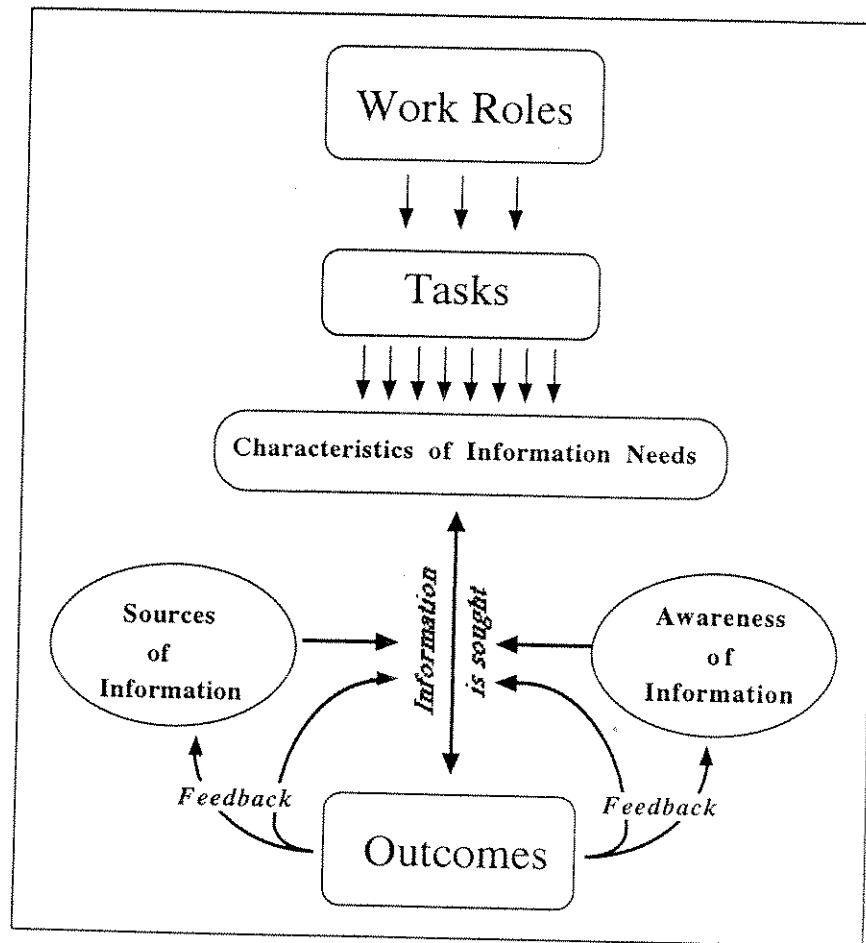 Work Roles
Tasks
Characteristics of Information Needs
Information
is sought
Sources
of
Information
Awareness
of
Information
Feedback
Feedback
Outcomes